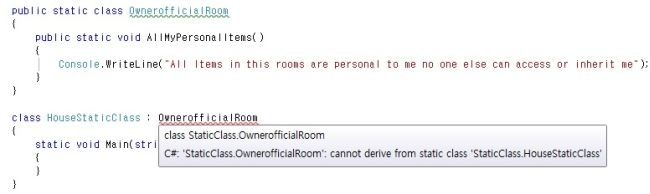 public static class OwnerofficialRoom
{
public static void AllMyPersonalItems()
{
Console.WriteLine("All Items in this rooms are personal to me no one else can access or inherit me");
}
}
class HouseStaticClass : OwnerofficialRoom
{
static void Main(stri
{
}
}
class StaticClass.OwnerofficialRoom
C#: 'StaticClass.OwnerofficialRoom': cannot derive from static class 'StaticClass.HouseStaticClass'